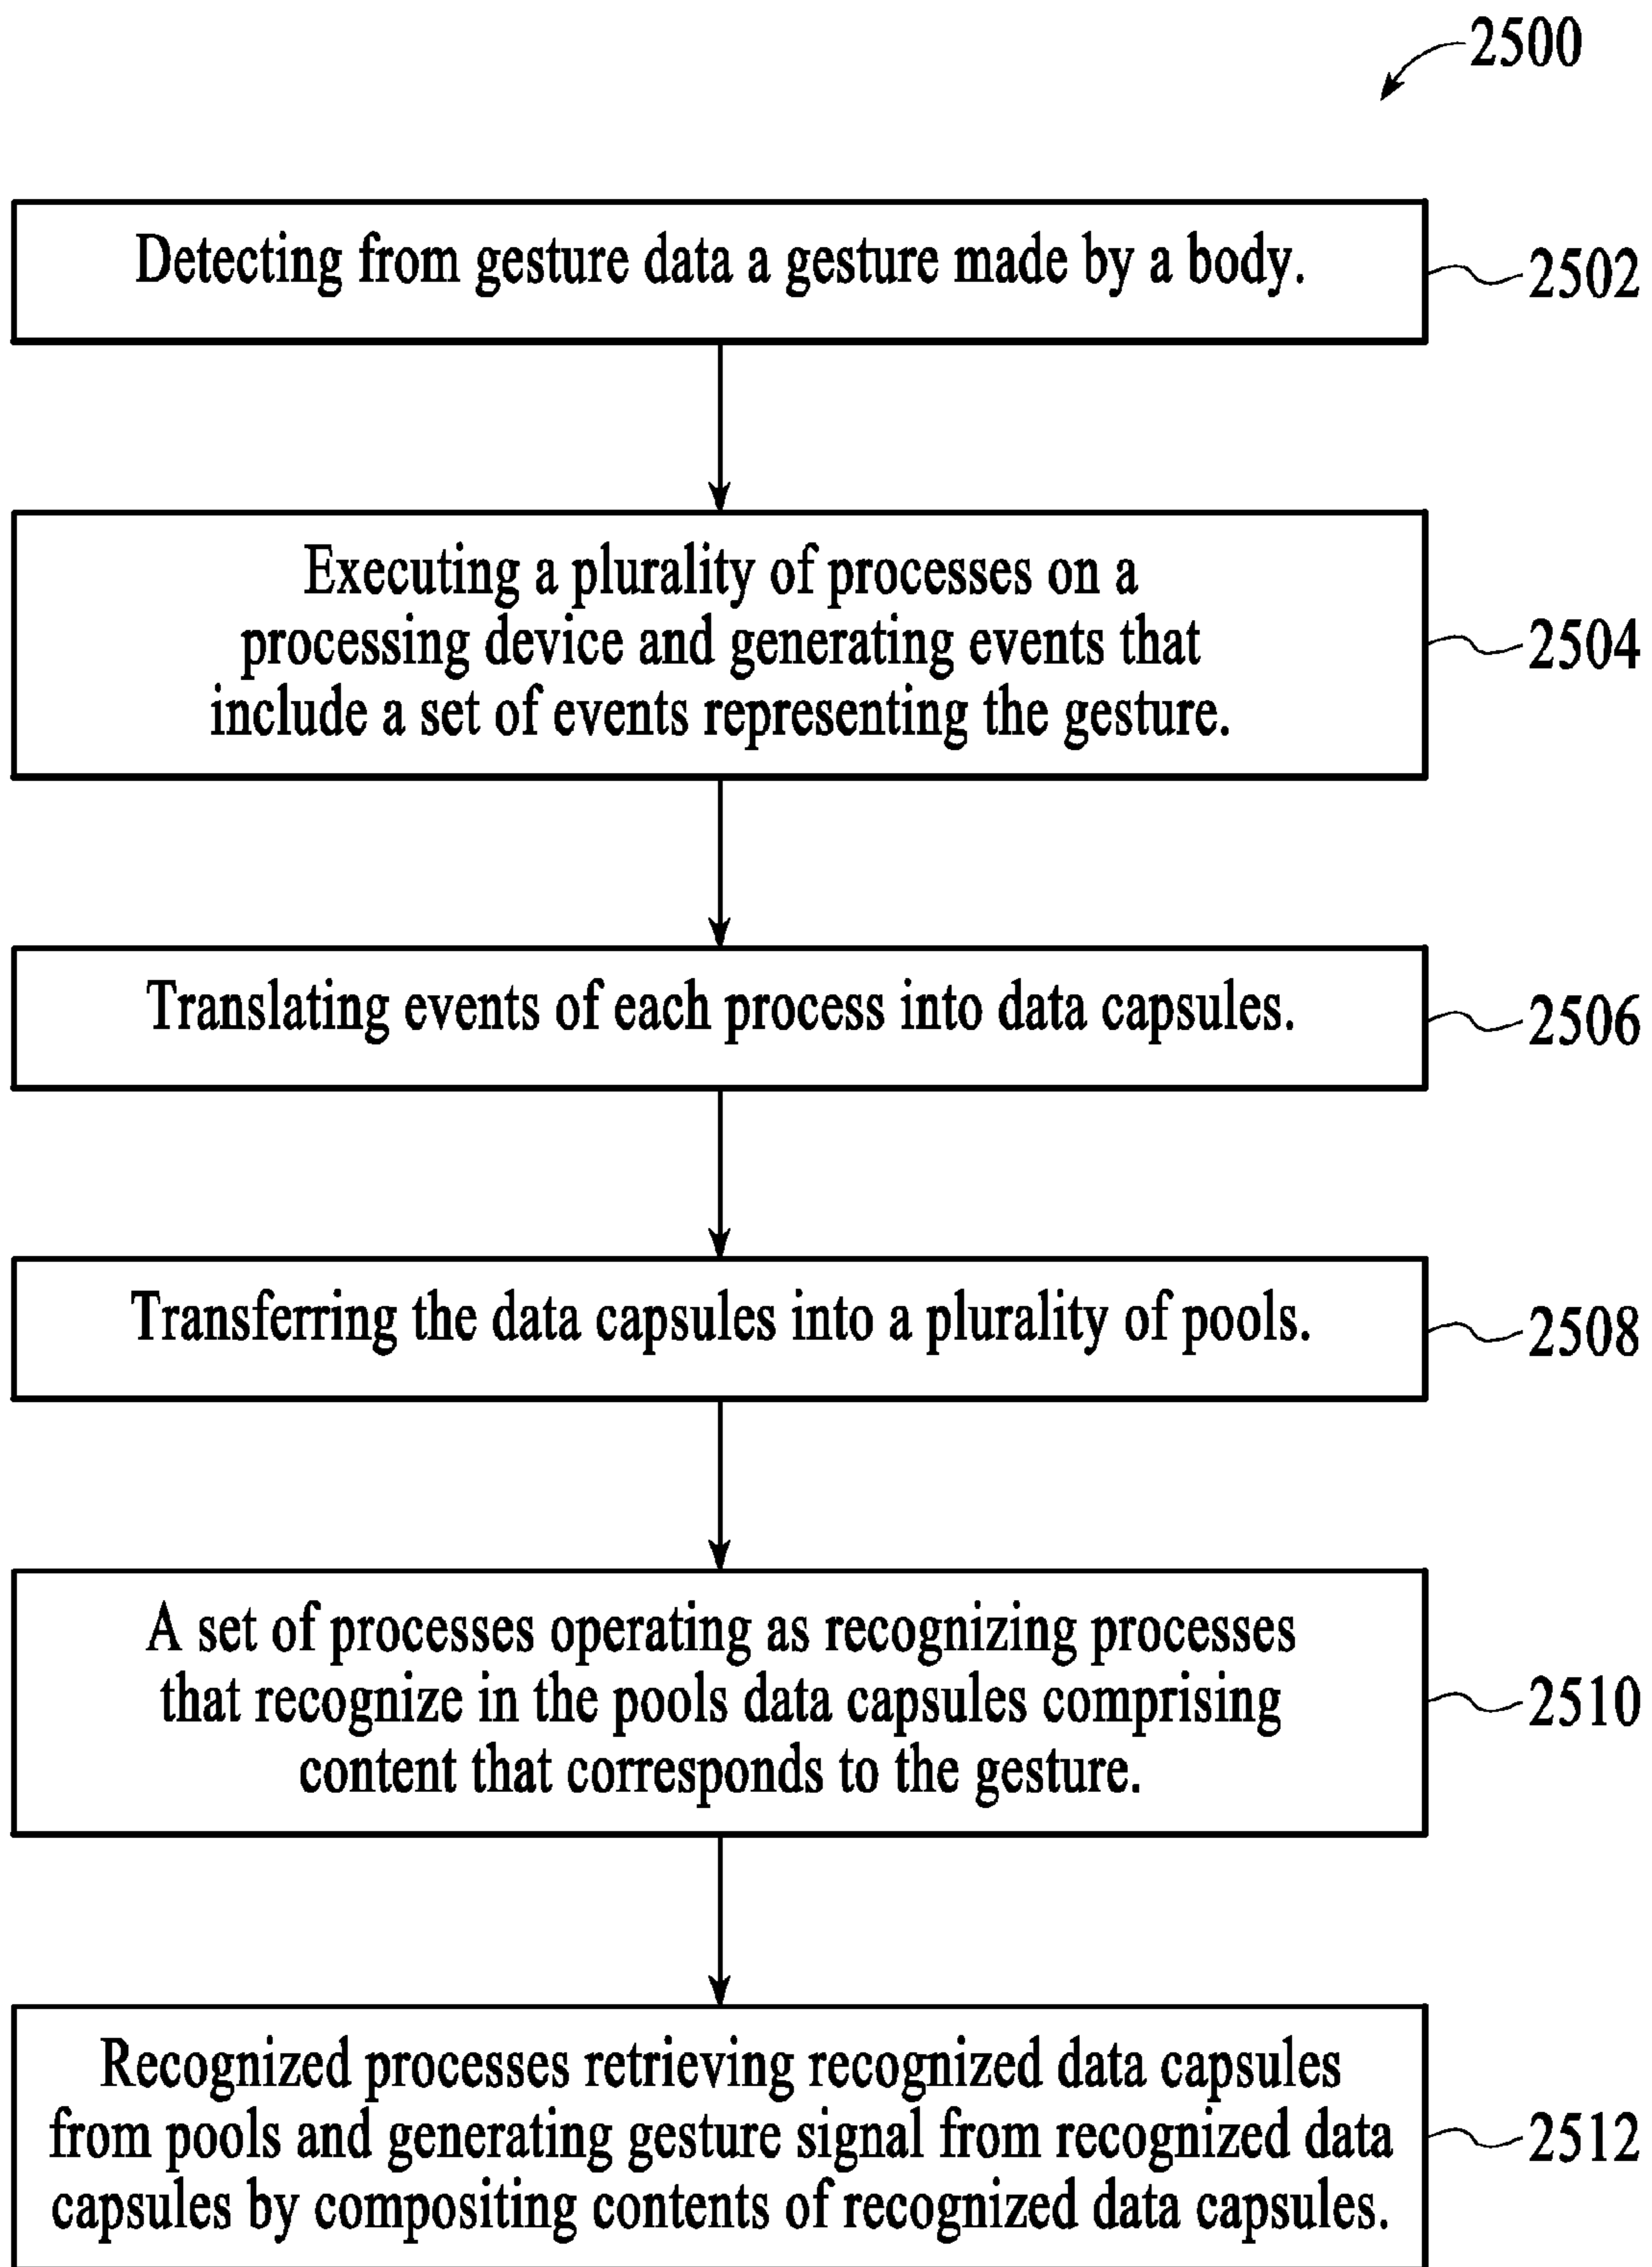 2500
Detecting from gesture data a gesture made by a body.
2502
Executing a plurality of processes on a
processing device and generating events that
include a set of events representing the gesture.
2504
Translating events of each process into data capsules.
2506
Transferring the data capsules into a plurality of pools.
2508
A set of processes operating as recognizing processes
that recognize in the pools data capsules comprising
content that corresponds to the gesture.
2510
Recognized processes retrieving recognized data capsules
from pools and generating gesture signal from recognized data
capsules by compositing contents of recognized data capsules.
2512